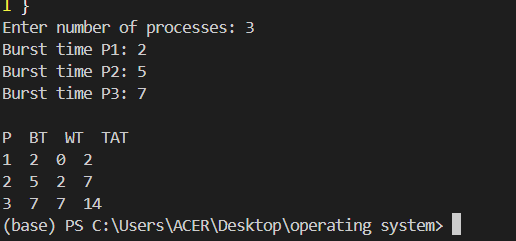 1 }
Enter number of processes: 3
Burst time P1: 2
Burst time P2: 5
Burst time P3: 7
P  BT  WT  TAT
1  2  0  2
2  5  2  7
3  7  7  14
(base) PS C:\Users\ACER\Desktop\operating system>